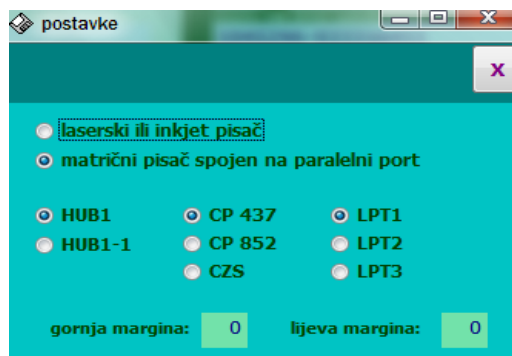 postavke
x
laserski ili inkjet pisač
matrični pisač spojen na paralelni port
HUB1 CP 437 LPT1
HUB1-1 CP 852 LPT2
CZS LPT3
gornja margina: 0 lijeva margina: 0